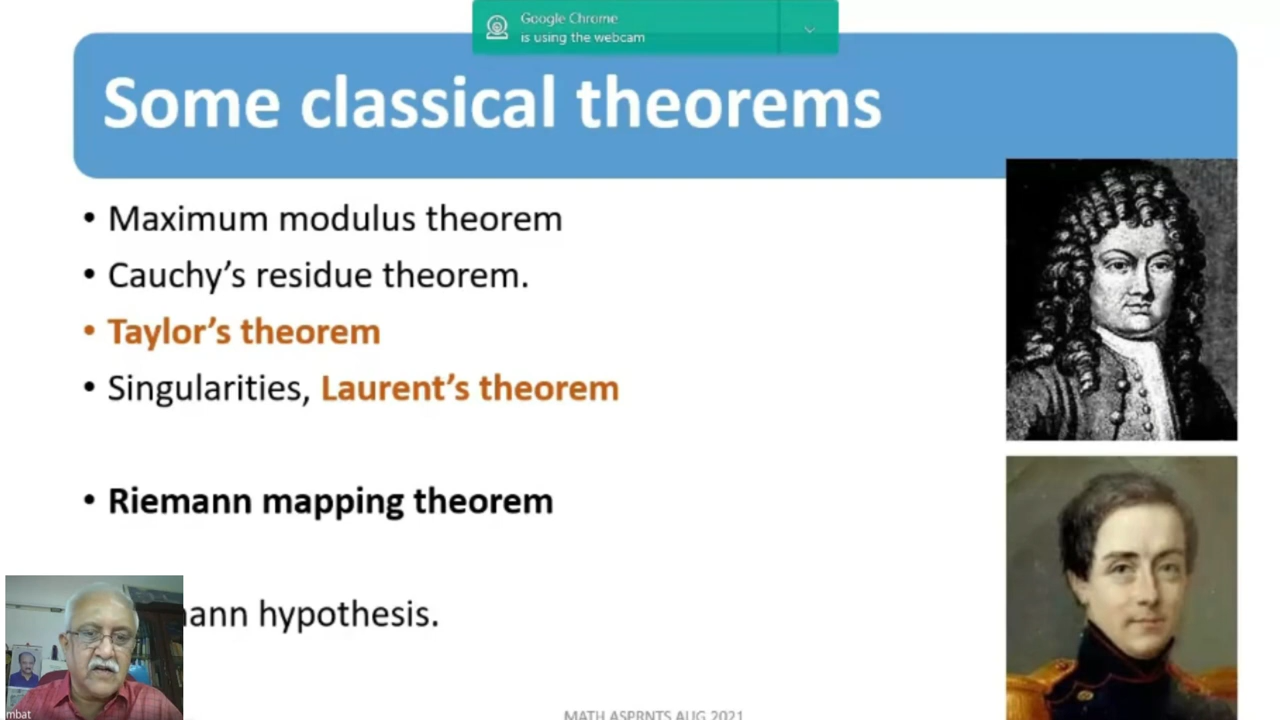 Google Chrome
is using the webcam
Some classical theorems
• Maximum modulus theorem
• Cauchy's residue theorem.
• Taylor's theorem
• Singularities, Laurent's theorem
• Riemann mapping theorem
mann hypothesis.
mbat
MATH ASPRNTS AUG 2021